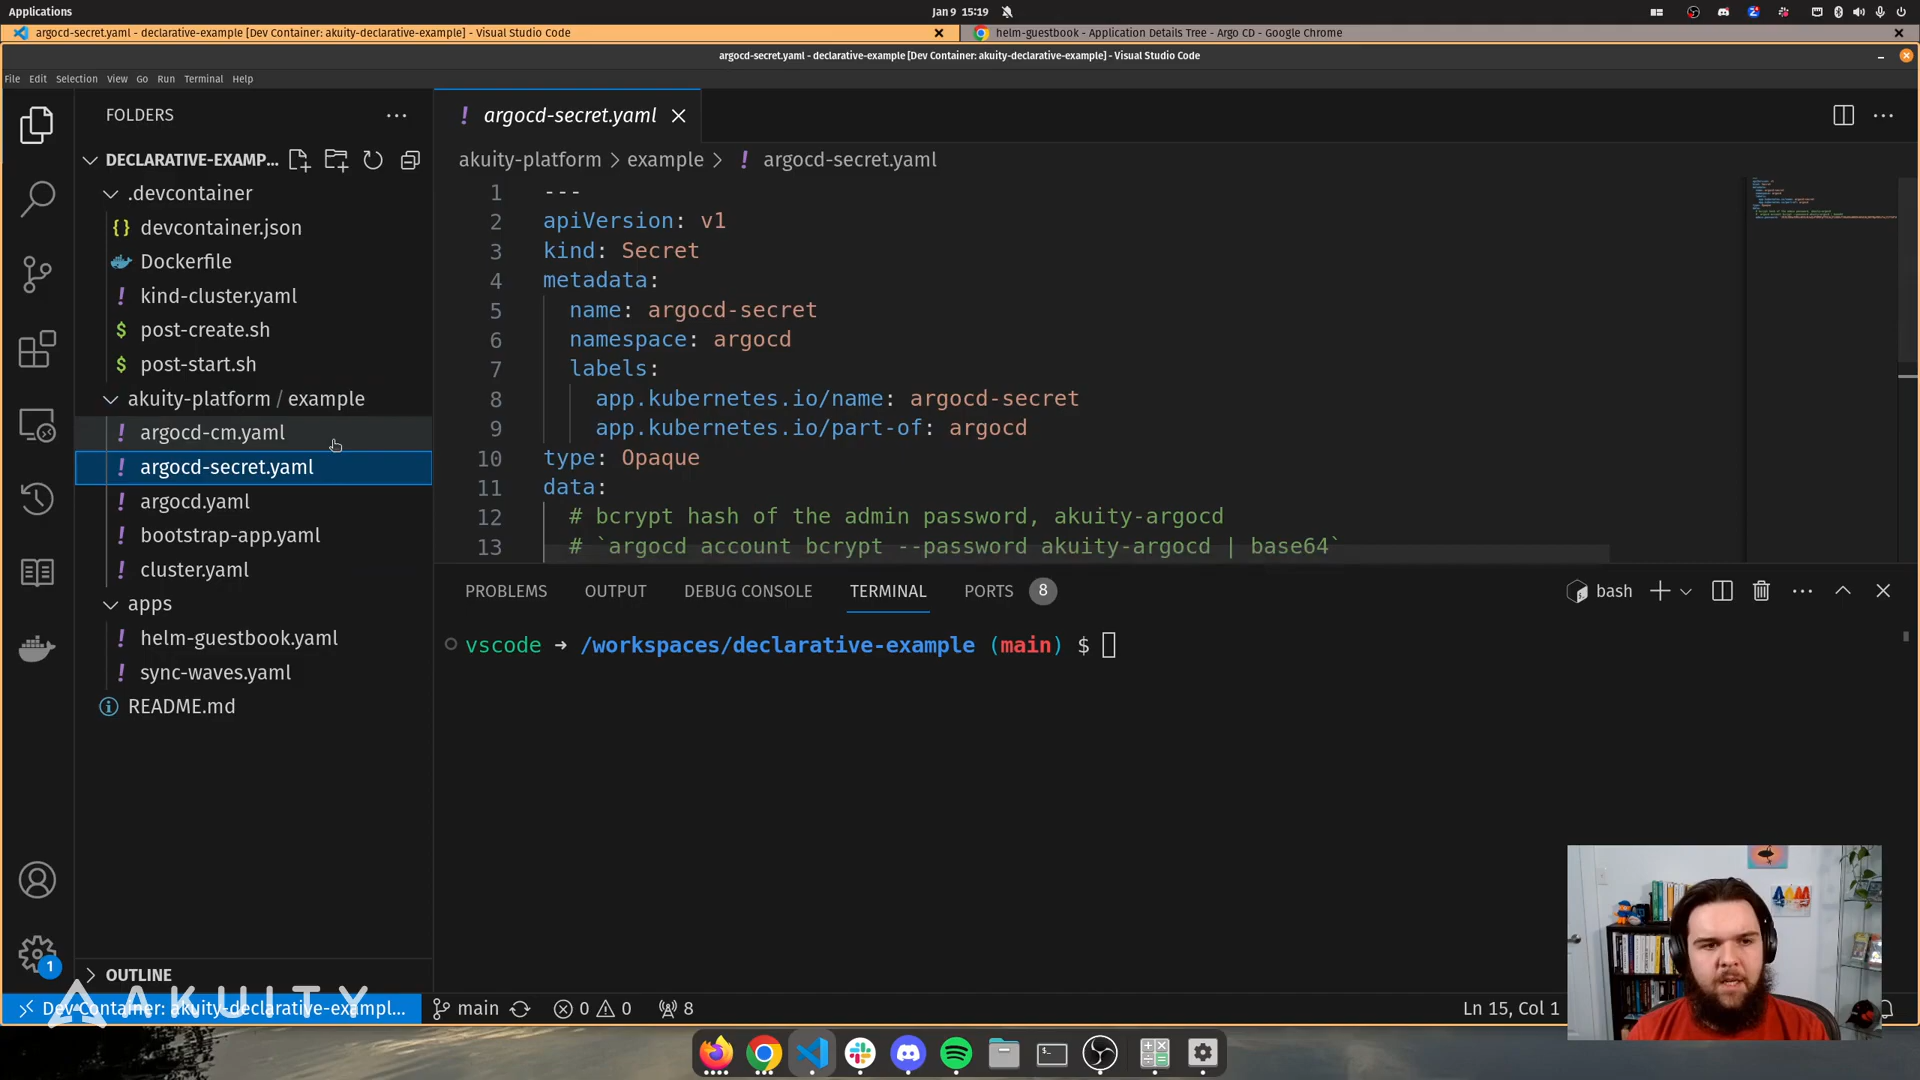 Applications
Jan 9 15:19
argocd-secret.yaml - declarative-example [Dev Container: akuity-declarative-example] - Visual Studio Code
helm-guestbook - Application Details Tree - Argo CD - Google Chrome
argocd-secret.yaml - declarative-example [Dev Container: akuity-declarative-example] - Visual Studio Code
File Edit Selection View Go Run Terminal Help
FOLDERS
DECLARATIVE-EXAMP...
.devcontainer
devcontainer.json
Dockerfile
kind-cluster.yaml
post-create.sh
post-start.sh
akuity-platform / example
argocd-cm.yaml
argocd-secret.yaml
argocd.yaml
bootstrap-app.yaml
cluster.yaml
apps
helm-guestbook.yaml
sync-waves.yaml
README.md
OUTLINE
argocd-secret.yaml
akuity-platform > example > argocd-secret.yaml
1 ---
2 apiVersion: v1
3 kind: Secret
4 metadata:
5 name: argocd-secret
6 namespace: argocd
7 labels:
8 app.kubernetes.io/name: argocd-secret
9 app.kubernetes.io/part-of: argocd
10 type: Opaque
11 data:
12 # bcrypt hash of the admin password, akuity-argocd
13 # `argocd account bcrypt --password akuity-argocd | base64`
PROBLEMS OUTPUT DEBUG CONSOLE TERMINAL PORTS 8
bash
vscode → /workspaces/declarative-example (main) $
1
AKUITY
Dev Container: akuity-declarative-exampl...
main
0 0
8
Ln 15, Col 1